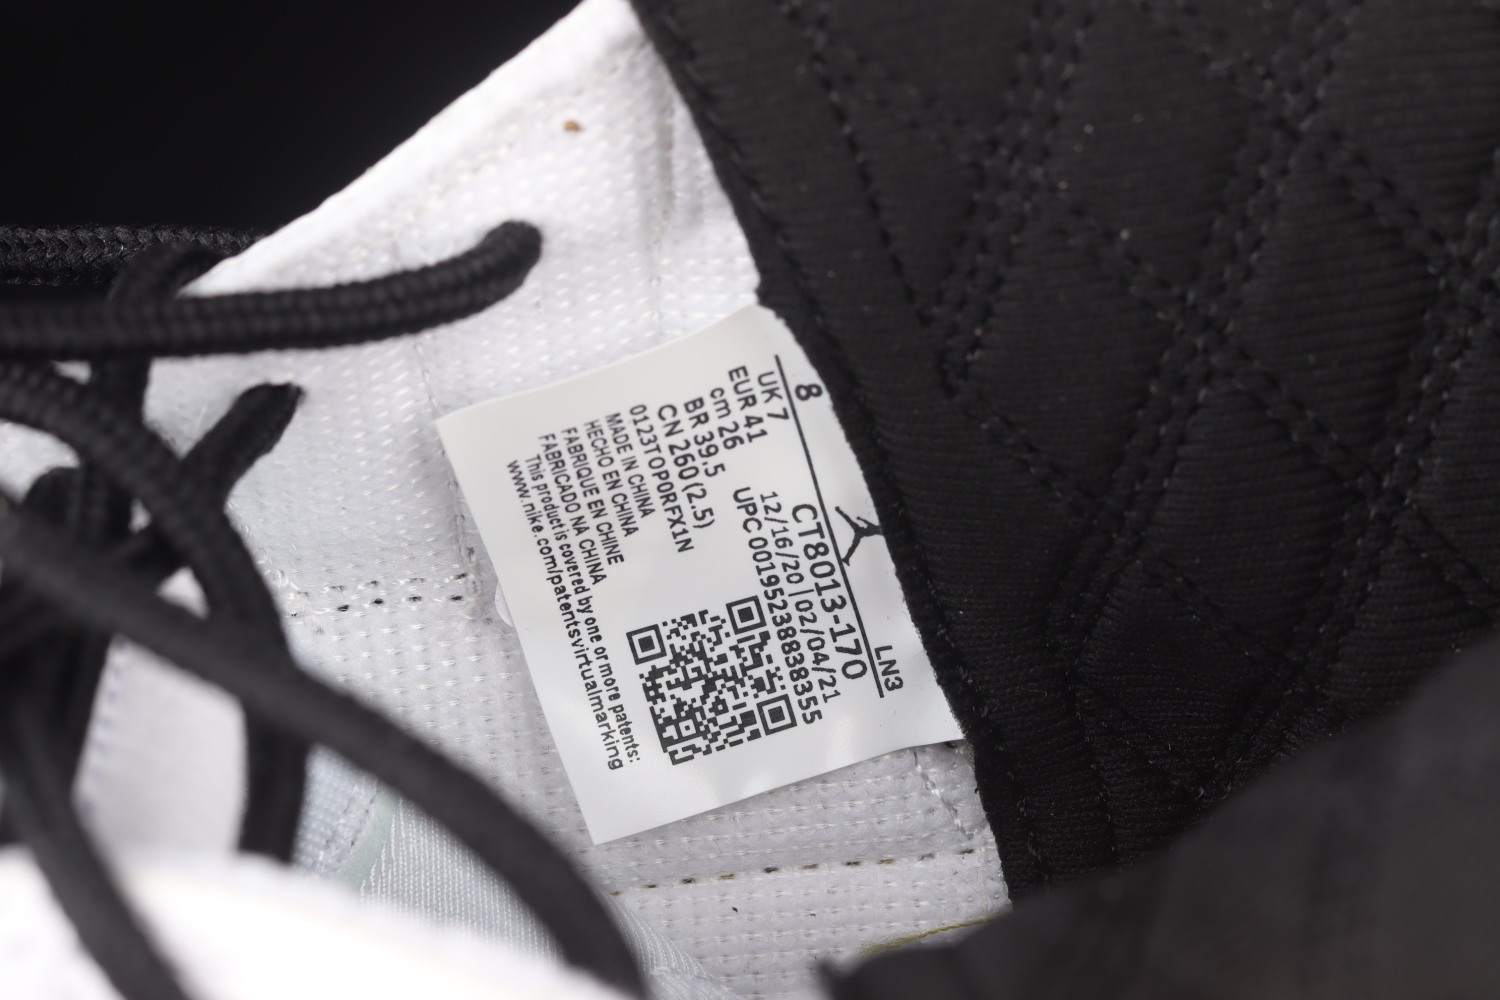 8
LN3
UK 7
EUR 41
cm 26
BR 39.5
CN 260(2.5)
CT8013-170
12/16/20 | 02/04/21
UPC 00195238838355
0123TOP0RFX1N
MADE IN CHINA
HECHO EN CHINA
FABRIQUE EN CHINE
FABRICADO NA CHINA
This product is covered by one or more patents:
www.nike.com/patentsvirtualmarking